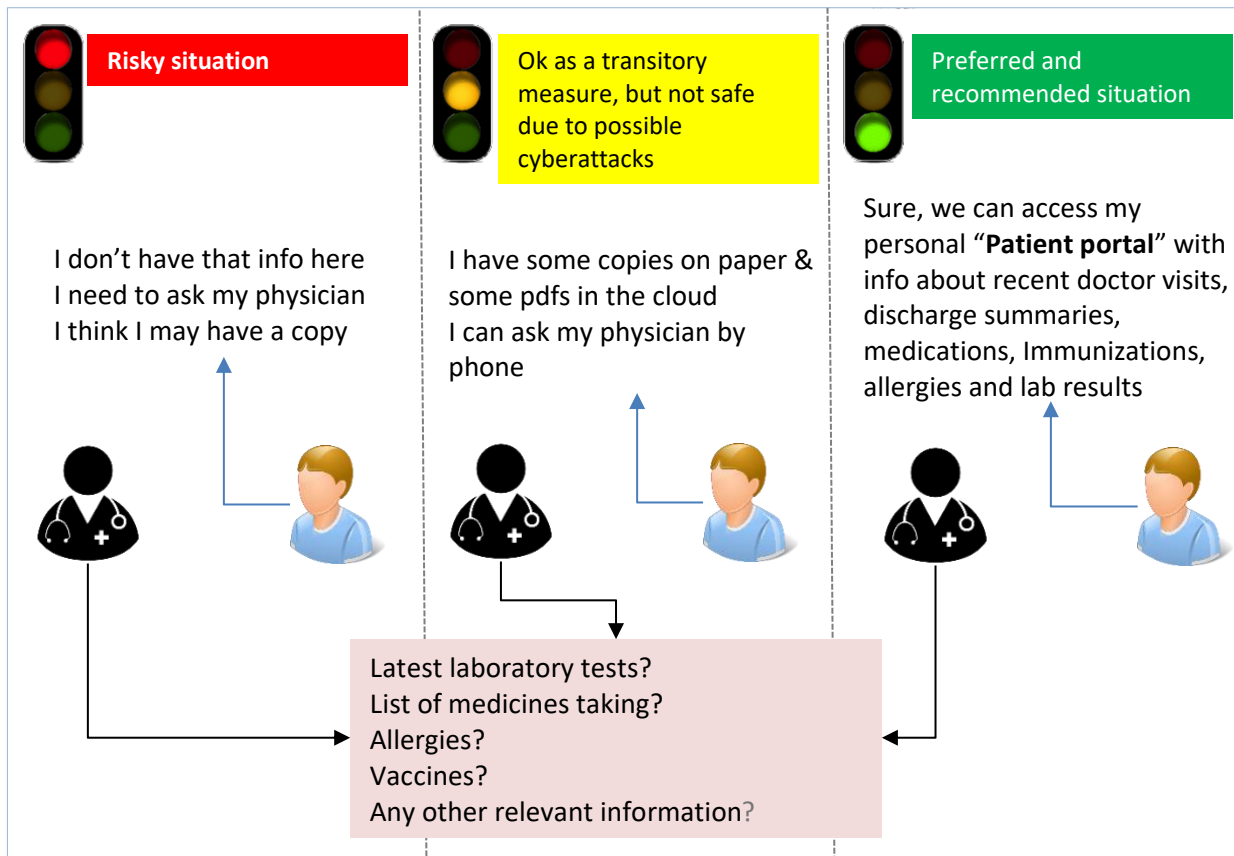 Risky situation
Ok as a transitory
measure, but not safe
due to possible
cyberattacks
Preferred and
recommended situation
I don’t have that info here
I need to ask my physician
I think I may have a copy
I have some copies on paper &
some pdfs in the cloud
I can ask my physician by
phone
Sure, we can access my
personal “Patient portal” with
info about recent doctor visits,
discharge summaries,
medications, Immunizations,
allergies and lab results
Latest laboratory tests?
List of medicines taking?
Allergies?
Vaccines?
Any other relevant information?